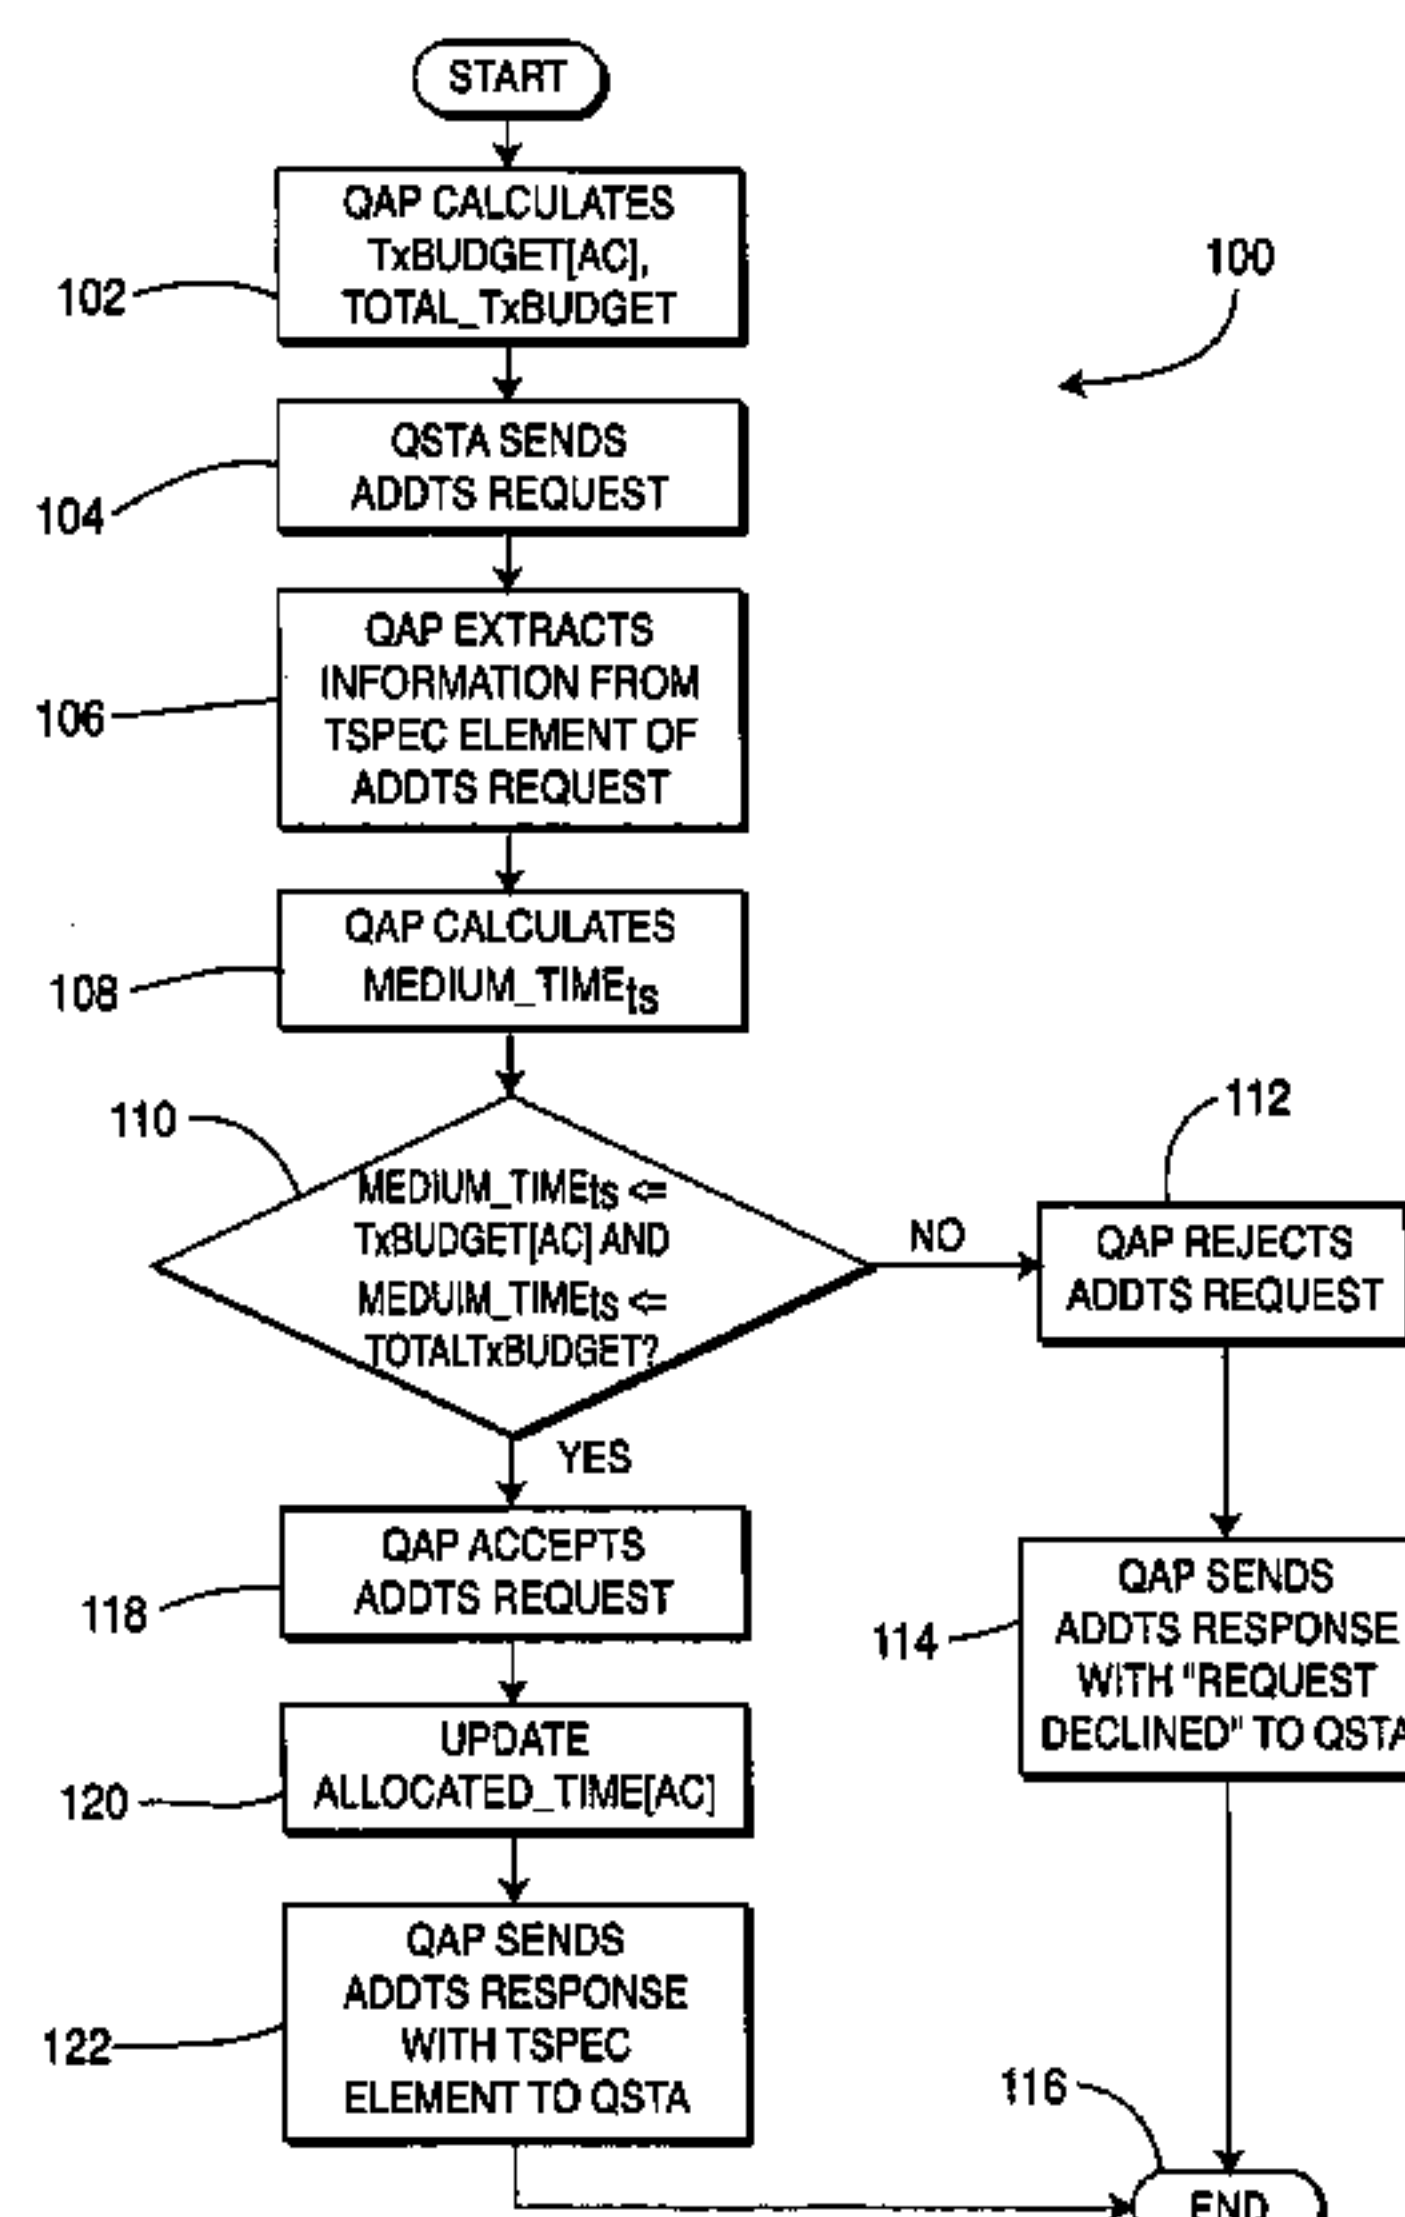 START
QAP CALCULATES
TxBUDGET[AC],
TOTAL_TxBUDGET
102
100
QSTA SENDS
ADDTS REQUEST
104
QAP EXTRACTS
INFORMATION FROM
TSPEC ELEMENT OF
ADDTS REQUEST
106
QAP CALCULATES
MEDIUM_TIMEts
108
110
MEDIUM_TIMEts <=
TxBUDGET[AC] AND
MEDUIM_TIMEts <=
TOTALTxBUDGET?
NO
112
QAP REJECTS
ADDTS REQUEST
YES
QAP ACCEPTS
ADDTS REQUEST
118
QAP SENDS
ADDTS RESPONSE
WITH "REQUEST
DECLINED" TO QSTA
114
UPDATE
ALLOCATED_TIME[AC]
120
QAP SENDS
ADDTS RESPONSE
WITH TSPEC
ELEMENT TO QSTA
122
116
END